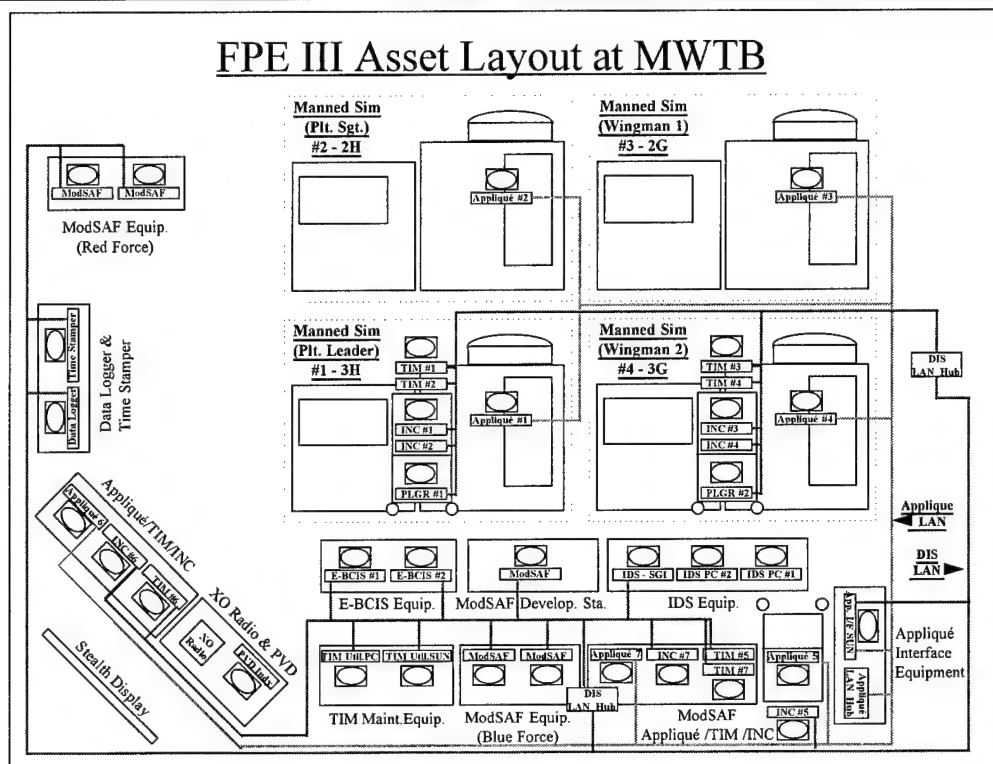 FPE III Asset Layout at MWTB
Manned Sim
(Plt. Sgt.)
#2 - 2H
Appliqué #2
Manned Sim
(Wingman 1)
#3 - 2G
Appliqué #3
ModSAF
ModSAF
ModSAF Equip.
(Red Force)
Time Stamper
Data Logger
Data Logger &
Time Stamper
Manned Sim
(Plt. Leader)
#1 - 3H
TIM #1
TIM #2
INC #1
INC #2
PLGR #1
Appliqué #1
Manned Sim
(Wingman 2)
#4 - 3G
TIM #3
TIM #4
INC #3
INC #4
PLGR #2
Appliqué #4
DIS
LAN Hub
Applique
LAN
DIS
LAN
Appliqué/TIM/INC
Appliqué 6
INC #6
TIM #6
XO Radio & PVD
XO
Radio
PVD-Indx
Stealth Display
E-BCIS #1
E-BCIS #2
E-BCIS Equip.
ModSAF
ModSAF Develop. Sta.
IDS - SGI
IDS PC #2
IDS PC #1
IDS Equip.
TIM Util.PC
TIM Util.SUN
TIM Maint.Equip.
ModSAF
ModSAF
ModSAF Equip.
(Blue Force)
DIS
LAN Hub
Appliqué 7
INC #7
TIM #5
TIM #7
ModSAF
Appliqué /TIM /INC
Appliqué 5
INC #5
App. I/F SUN
Appliqué
LAN Hub
Appliqué
Interface
Equipment